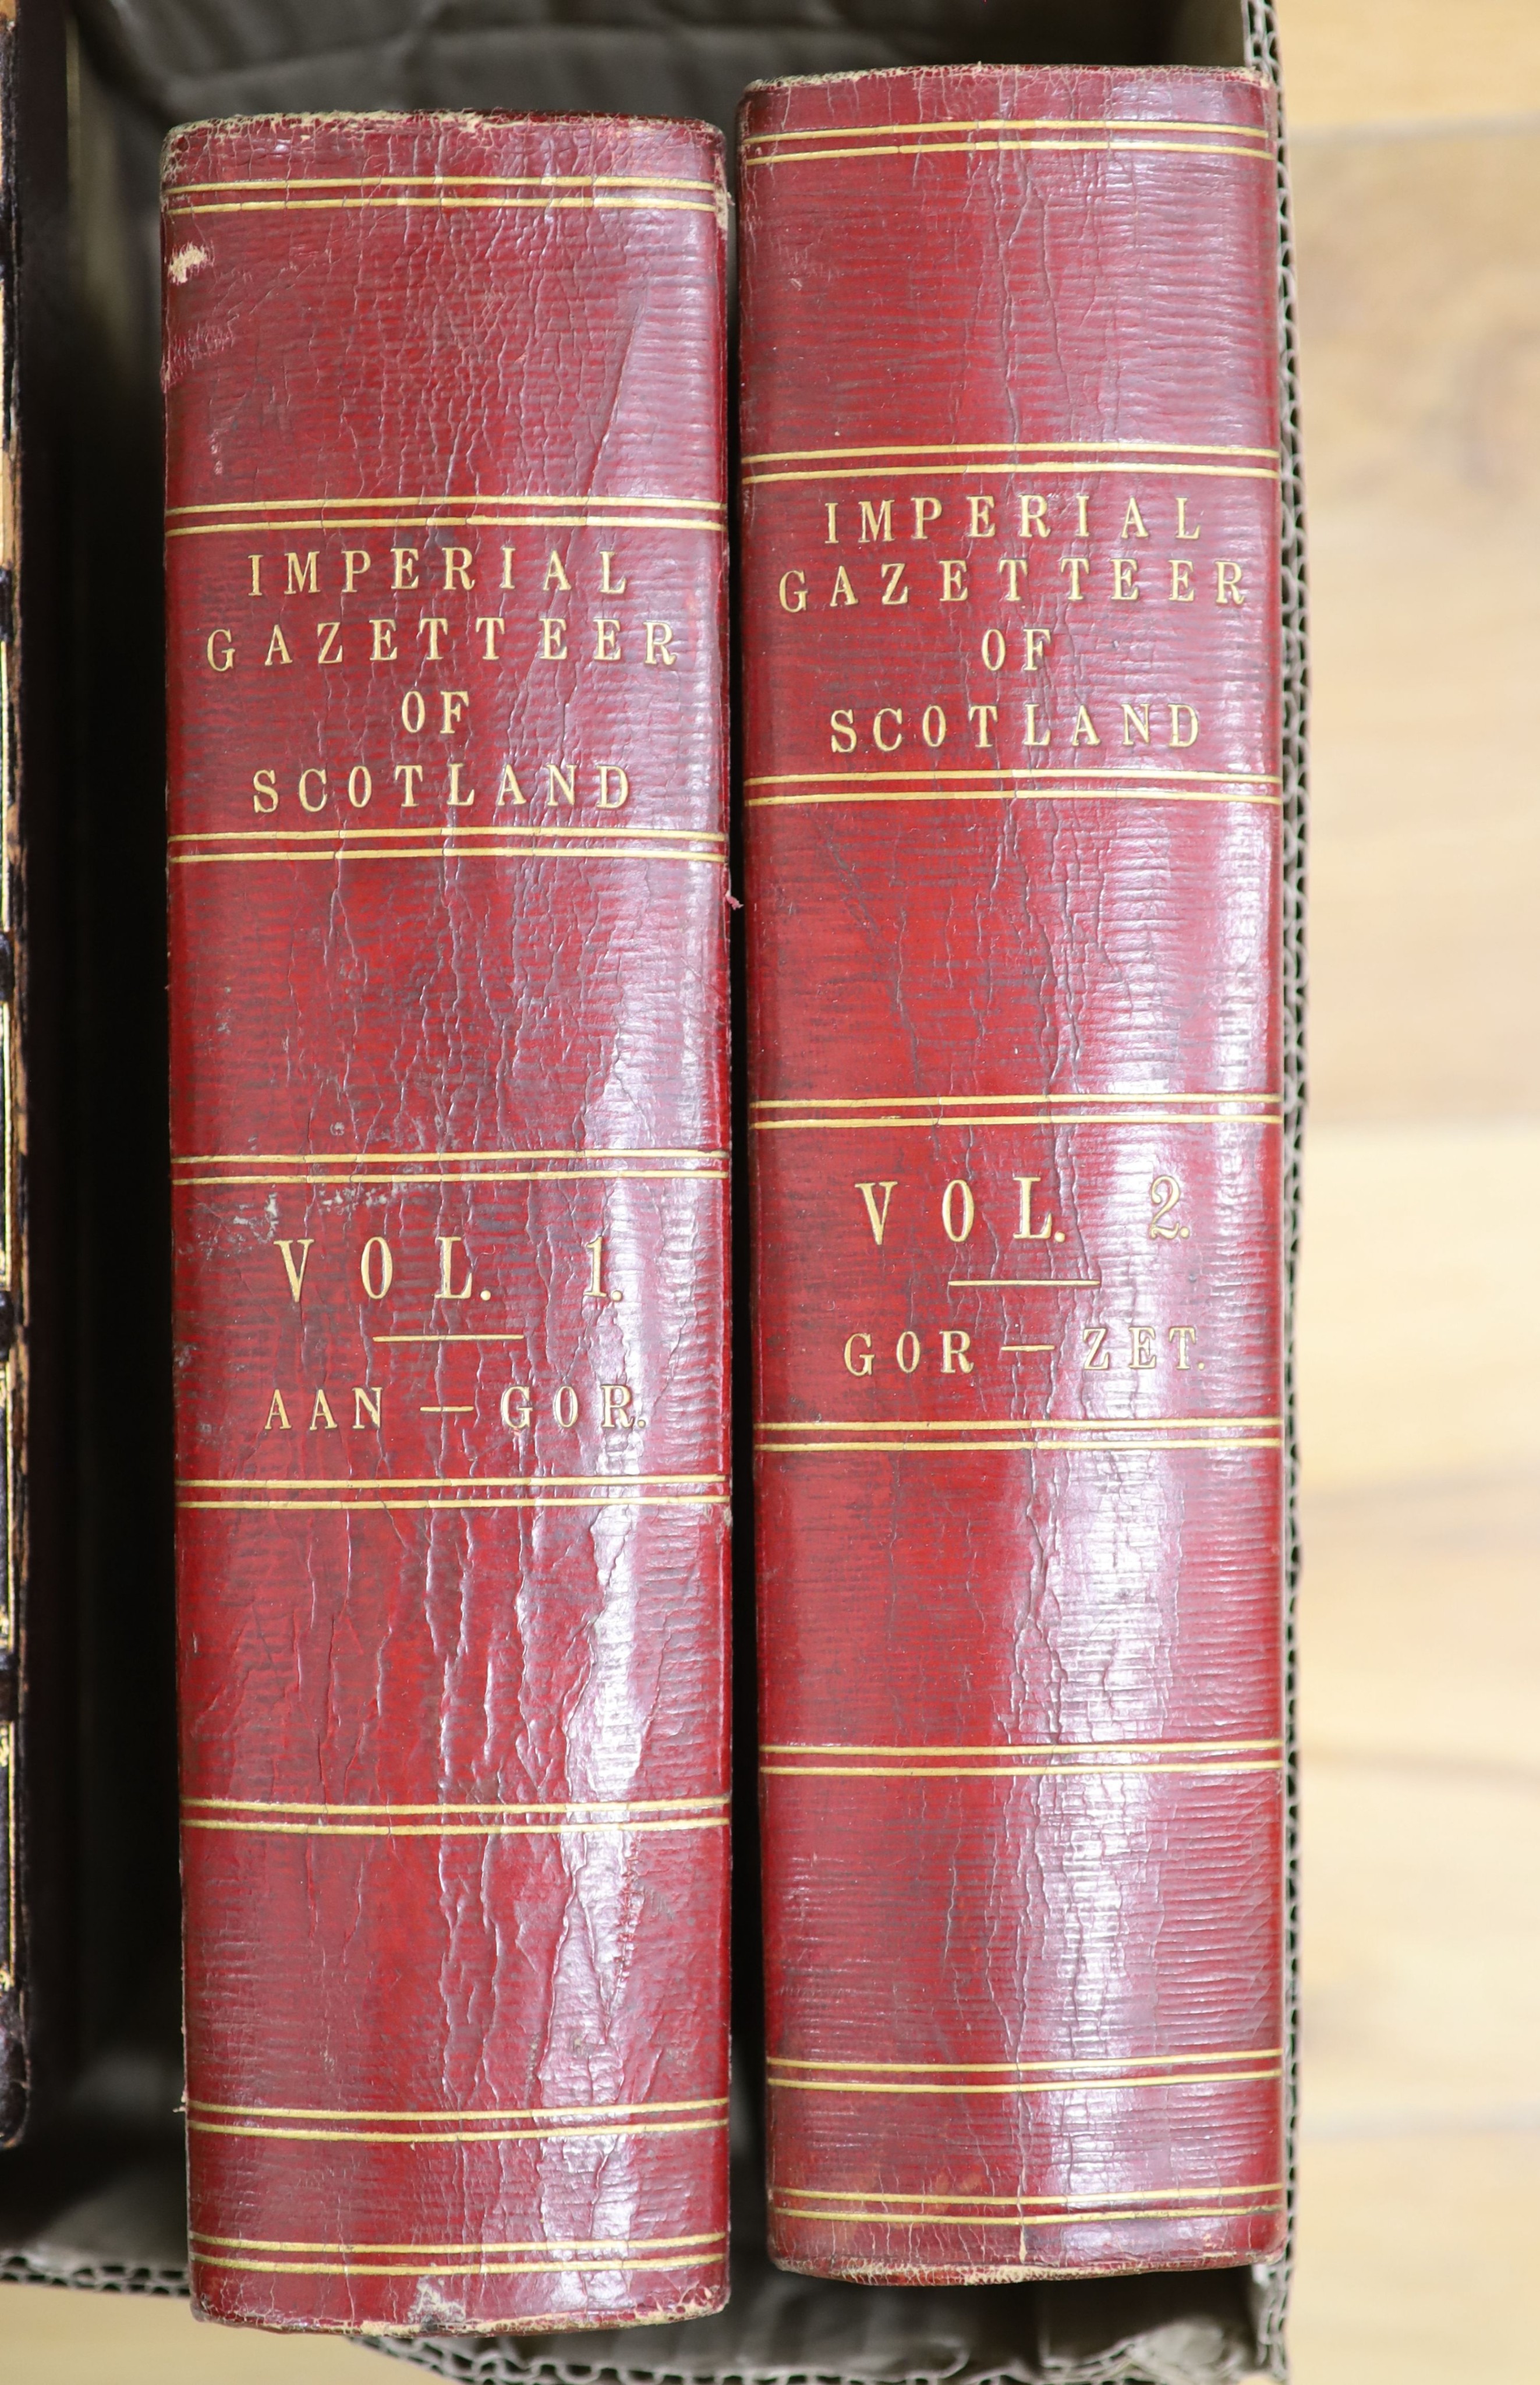 IMPERIAL
GAZETTEER
OF
SCOTLAND
VOL. 1.
AAN — GOR.
IMPERIAL
GAZETTEER
OF
SCOTLAND
VOL. 2.
GOR — ZET.